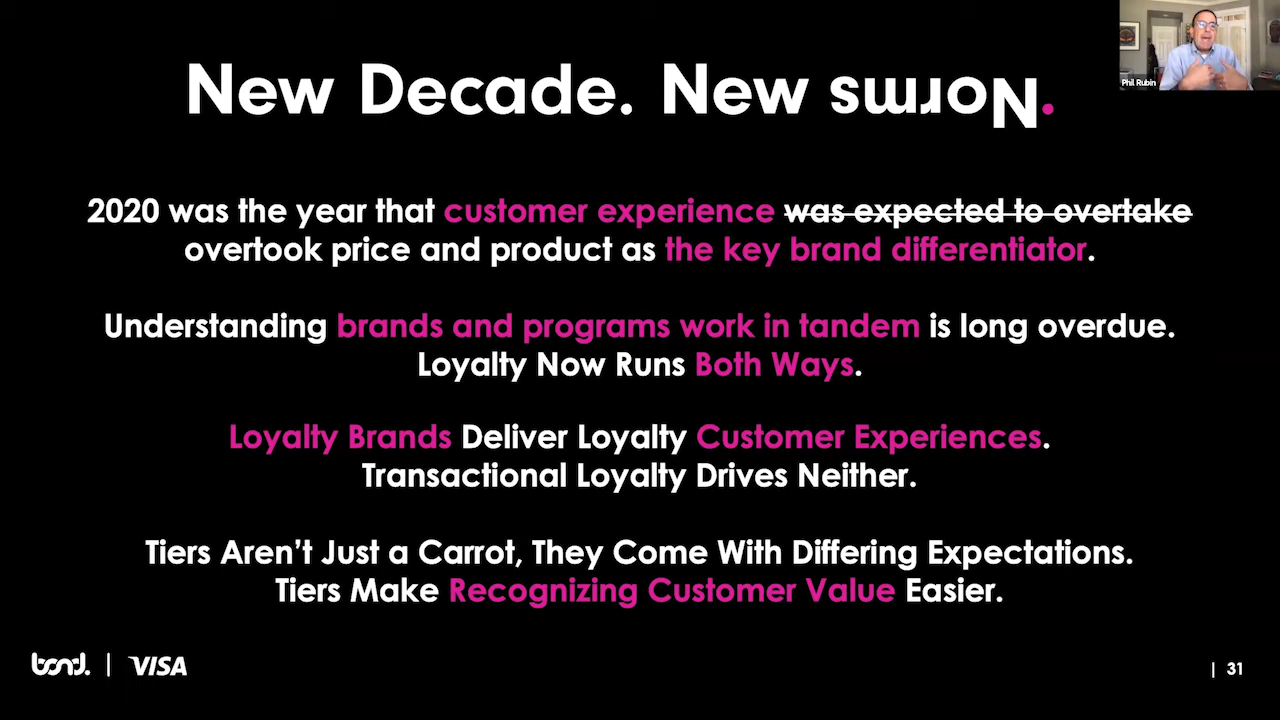 New Decade. New Norms.
2020 was the year that customer experience was expected to overtake
overtook price and product as the key brand differentiator.
Understanding brands and programs work in tandem is long overdue.
Loyalty Now Runs Both Ways.
Loyalty Brands Deliver Loyalty Customer Experiences.
Transactional Loyalty Drives Neither.
Tiers Aren’t Just a Carrot, They Come With Differing Expectations.
Tiers Make Recognizing Customer Value Easier.
bond. | VISA
| 31
Phil Rubin